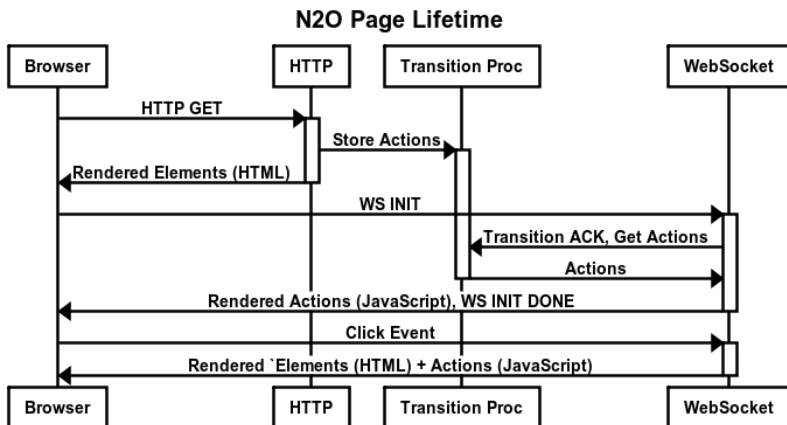 N2O Page Lifetime
Browser HTTP Transition Proc WebSocket
HTTP GET
Store Actions
Rendered Elements (HTML)
WS INIT
Transition ACK, Get Actions
Actions
Rendered Actions (JavaScript), WS INIT DONE
Click Event
Rendered `Elements (HTML) + Actions (JavaScript)
Browser HTTP Transition Proc WebSocket